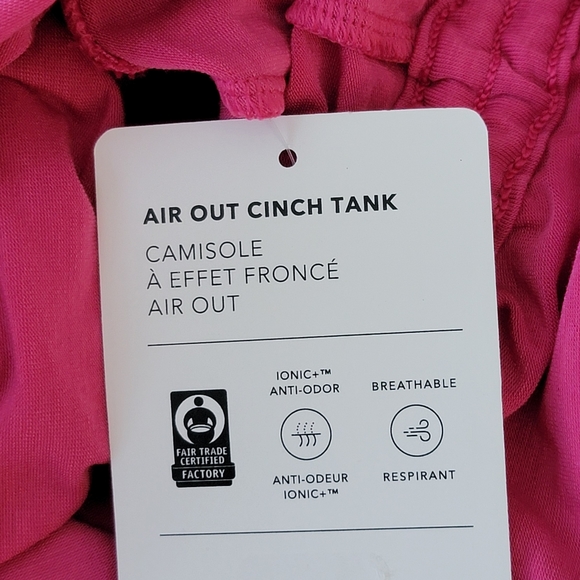 AIR OUT CINCH TANK
CAMISOLE
À EFFET FRONCÉ
AIR OUT
FAIR TRADE
CERTIFIED
FACTORY
IONIC+™
ANTI-ODOR
ANTI-ODEUR
IONIC+™
BREATHABLE
RESPIRANT